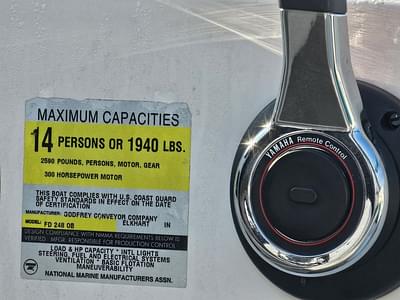 MAXIMUM CAPACITIES
14 PERSONS OR 1940 LBS.
2590 POUNDS, PERSONS, MOTOR, GEAR
300 HORSEPOWER MOTOR
THIS BOAT COMPLIES WITH U.S. COAST GUARD
SAFETY STANDARDS IN EFFECT ON THE DATE
OF CERTIFICATION
MANUFACTURER: GODFREY CONVEYOR COMPANY
MODEL: FD 248 OB ELKHART IN
DESIGN COMPLIANCE WITH NMMA REQUIREMENTS BELOW IS
VERIFIED. MFGR. RESPONSIBLE FOR PRODUCTION CONTROL.
LOAD & HP CAPACITY * INTL LIGHTS
STEERING, FUEL AND ELECTRICAL SYSTEMS
VENTILATION * BASIC FLOTATION
MANEUVERABILITY
NATIONAL MARINE MANUFACTURERS ASSN.
YAMAHA Remote Control